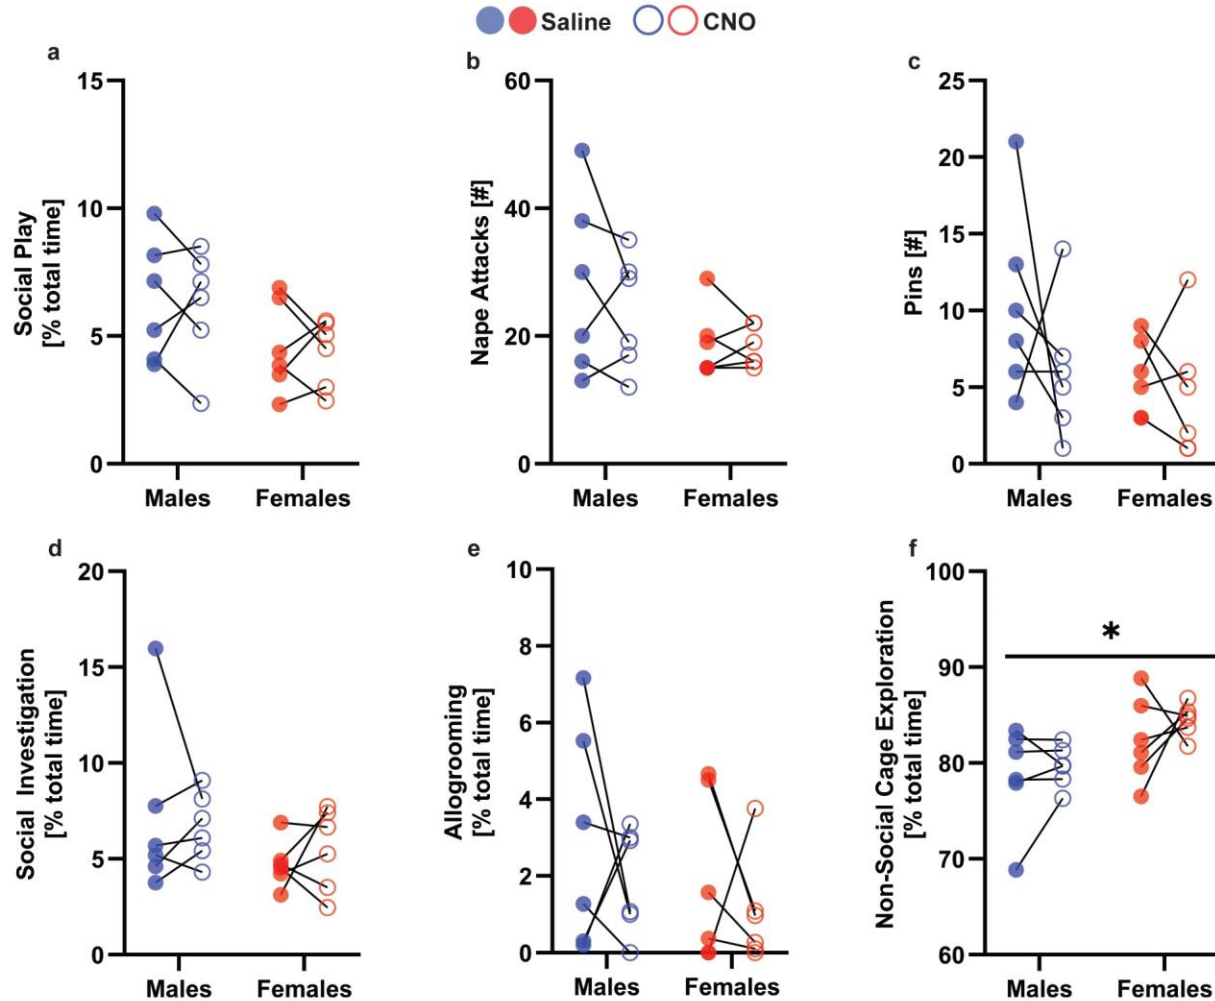 Saline CNO
a
Social Play
[% total time]
15
10
5
0
Males Females
b
Nape Attacks [#]
60
40
20
0
Males Females
c
Pins [#]
25
20
15
10
5
0
Males Females
d
Social Investigation
[% total time]
20
15
10
5
0
Males Females
e
Allogrooming
[% total time]
10
8
6
4
2
0
Males Females
f
Non-Social Cage Exploration
[% total time]
100
90
80
70
60
*
Males Females